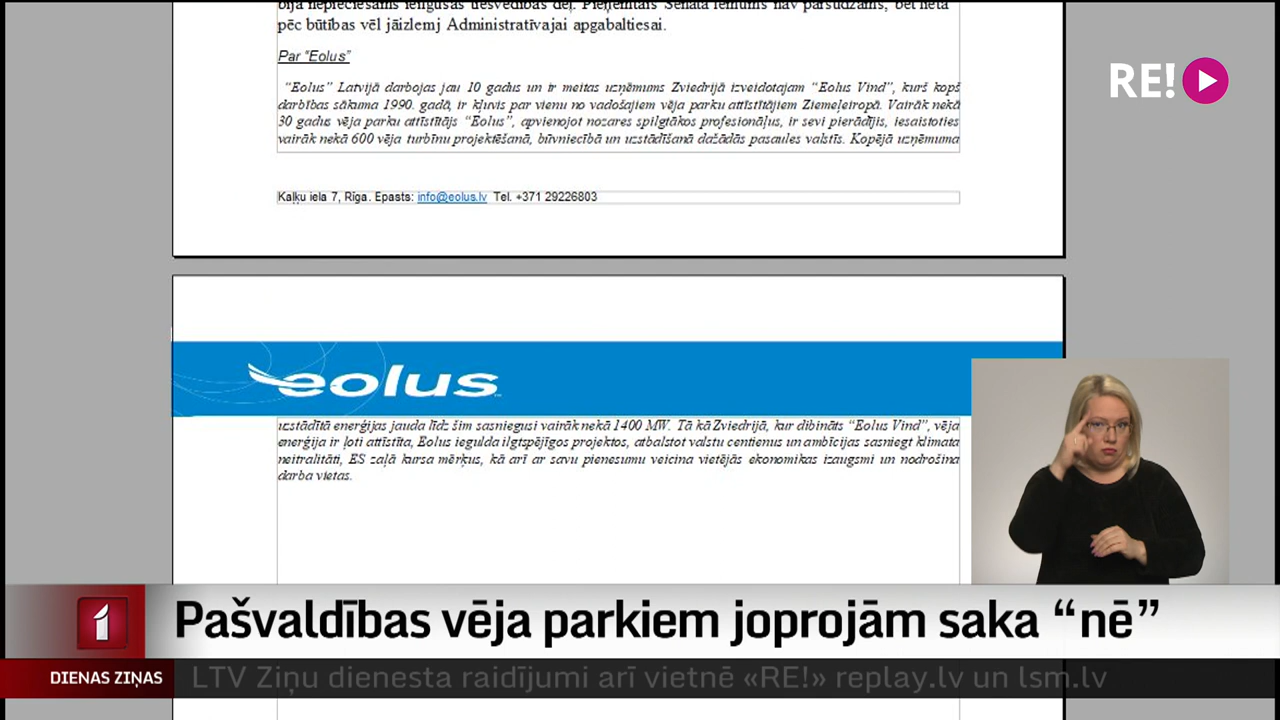 bija nepieciešams ieilgušās tiesvedības dēļ. Pieņemtais Senāta lēmums nav pārsūdzams, bet lieta
pēc būtības vēl jāizlemj Administratīvajai apgabaltiesai.
Par “Eolus”
“Eolus” Latvijā darbojas jau 10 gadus un ir meitas uzņēmums Zviedrijā izveidotajam “Eolus Vind”, kurš kopš
darbības sākuma 1990. gadā, ir kļuvis par vienu no vadošajiem vēja parku attīstītājiem Ziemeļeiropā. Vairāk nekā
30 gadus vēja parku attīstītājs “Eolus”, apvienojot nozares spilgtākos profesionāļus, ir sevi pierādījis, iesaistoties
vairāk nekā 600 vēja turbīnu projektēšanā, būvniecībā un uzstādīšanā dažādās pasaules valstīs. Kopējā uzņēmuma
Kaļķu iela 7, Rīga. Epasts: info@eolus.lv Tel. +371 29226803
RE!
eolus
uzstādītā enerģijas jauda līdz šim sasniegusi vairāk nekā 1400 MW. Tā kā Zviedrijā, kur dibināts “Eolus Vind”, vēja
enerģija ir ļoti attīstīta, Eolus iegulda ilgtspējīgos projektos, atbalstot valstu centienus un ambīcijas sasniegt klimata
neitralitāti, ES zaļā kursa mērķus, kā arī ar savu pienesumu veicina vietējās ekonomikas izaugsmi un nodrošina
darba vietas.
1
Pašvaldības vēja parkiem joprojām saka “nē”
DIENAS ZIŅAS
LTV Ziņu dienesta raidījumi arī vietnē «RE!» replay.lv un lsm.lv